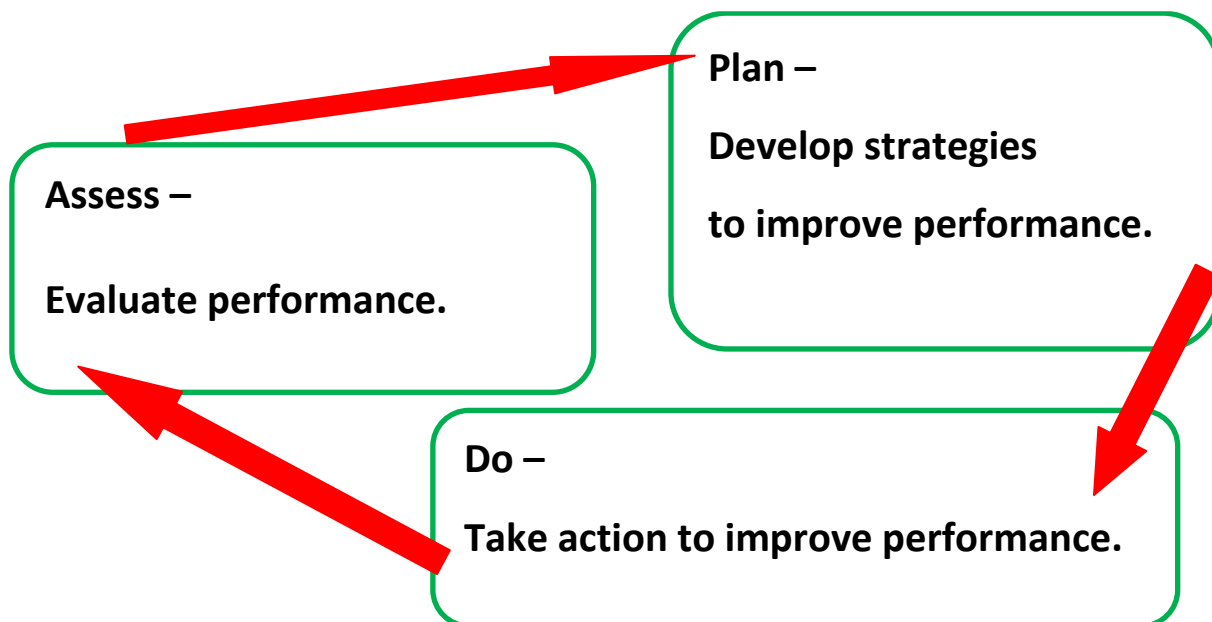 Plan –
Develop strategies
to improve performance.
Assess –
Evaluate performance.
Do –
Take action to improve performance.